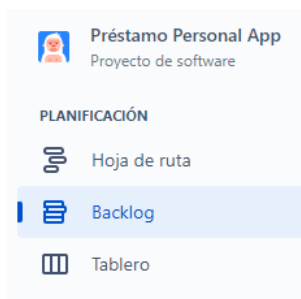 Préstamo Personal App
Proyecto de software
PLANIFICACIÓN
Hoja de ruta
Backlog
Tablero